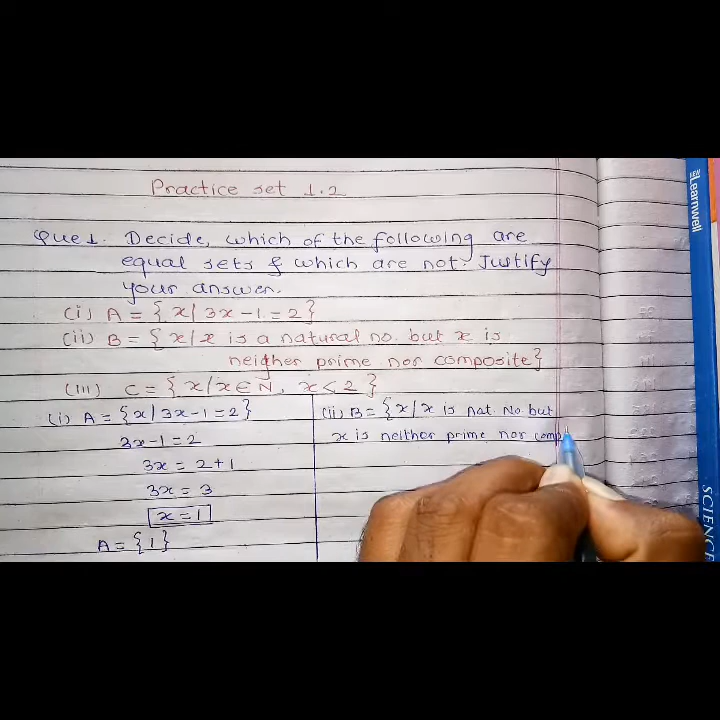 Practice set 1.2
Que 1. Decide, which of the following are
equal sets & which are not. Justify
your answer.
(i) A = {x/3x-1=2}
(ii) B = {x/x is a natural no. but x is
neigher prime nor composite}
(iii) C = {x/x∈N, x<2}
(i) A = {x/3x-1=2}
3x-1=2
3x = 2+1
3x = 3
x = 1
A = {1}
(ii) B = {x/x is nat. No but
x is neither prime nor comp
Learnwell
SCIENCE